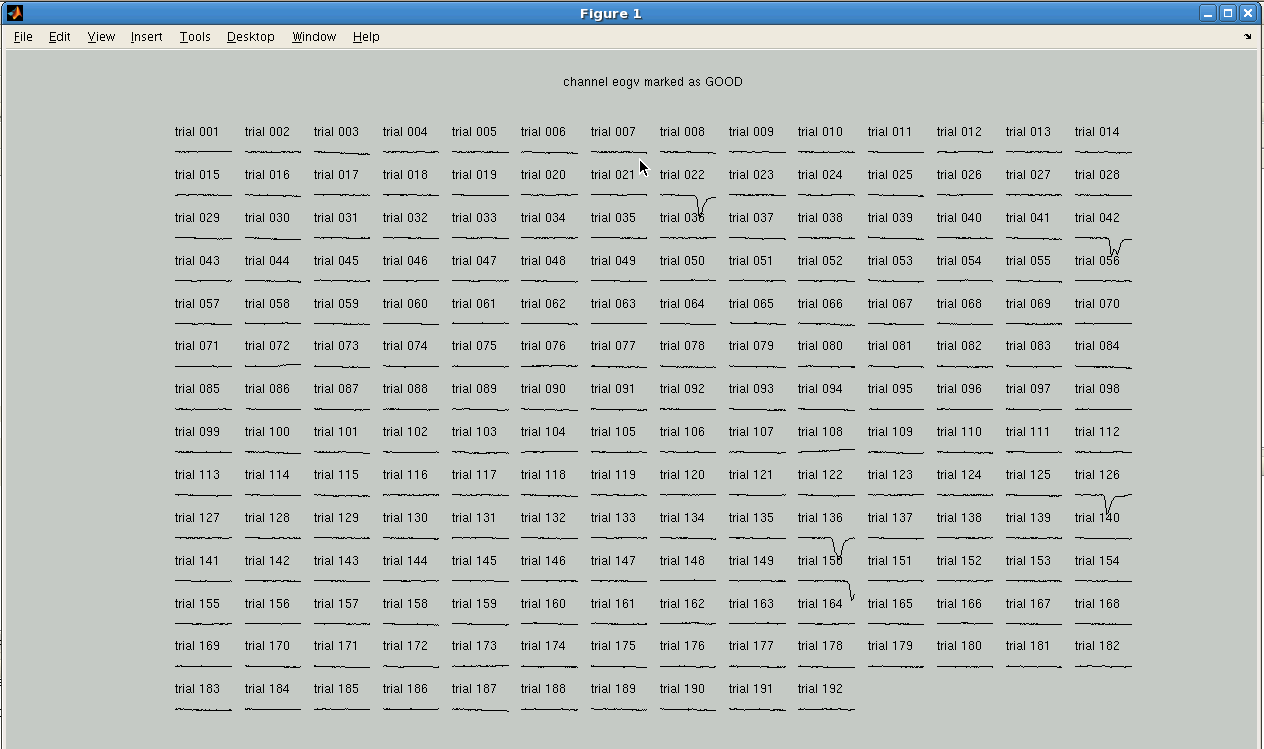 Figure 1
File Edit View Insert Tools Desktop Window Help
channel eogv marked as GOOD
trial 001 trial 002 trial 003 trial 004 trial 005 trial 006 trial 007 trial 008 trial 009 trial 010 trial 011 trial 012 trial 013 trial 014
trial 015 trial 016 trial 017 trial 018 trial 019 trial 020 trial 021 trial 022 trial 023 trial 024 trial 025 trial 026 trial 027 trial 028
trial 029 trial 030 trial 031 trial 032 trial 033 trial 034 trial 035 trial 036 trial 037 trial 038 trial 039 trial 040 trial 041 trial 042
trial 043 trial 044 trial 045 trial 046 trial 047 trial 048 trial 049 trial 050 trial 051 trial 052 trial 053 trial 054 trial 055 trial 056
trial 057 trial 058 trial 059 trial 060 trial 061 trial 062 trial 063 trial 064 trial 065 trial 066 trial 067 trial 068 trial 069 trial 070
trial 071 trial 072 trial 073 trial 074 trial 075 trial 076 trial 077 trial 078 trial 079 trial 080 trial 081 trial 082 trial 083 trial 084
trial 085 trial 086 trial 087 trial 088 trial 089 trial 090 trial 091 trial 092 trial 093 trial 094 trial 095 trial 096 trial 097 trial 098
trial 099 trial 100 trial 101 trial 102 trial 103 trial 104 trial 105 trial 106 trial 107 trial 108 trial 109 trial 110 trial 111 trial 112
trial 113 trial 114 trial 115 trial 116 trial 117 trial 118 trial 119 trial 120 trial 121 trial 122 trial 123 trial 124 trial 125 trial 126
trial 127 trial 128 trial 129 trial 130 trial 131 trial 132 trial 133 trial 134 trial 135 trial 136 trial 137 trial 138 trial 139 trial 140
trial 141 trial 142 trial 143 trial 144 trial 145 trial 146 trial 147 trial 148 trial 149 trial 150 trial 151 trial 152 trial 153 trial 154
trial 155 trial 156 trial 157 trial 158 trial 159 trial 160 trial 161 trial 162 trial 163 trial 164 trial 165 trial 166 trial 167 trial 168
trial 169 trial 170 trial 171 trial 172 trial 173 trial 174 trial 175 trial 176 trial 177 trial 178 trial 179 trial 180 trial 181 trial 182
trial 183 trial 184 trial 185 trial 186 trial 187 trial 188 trial 189 trial 190 trial 191 trial 192